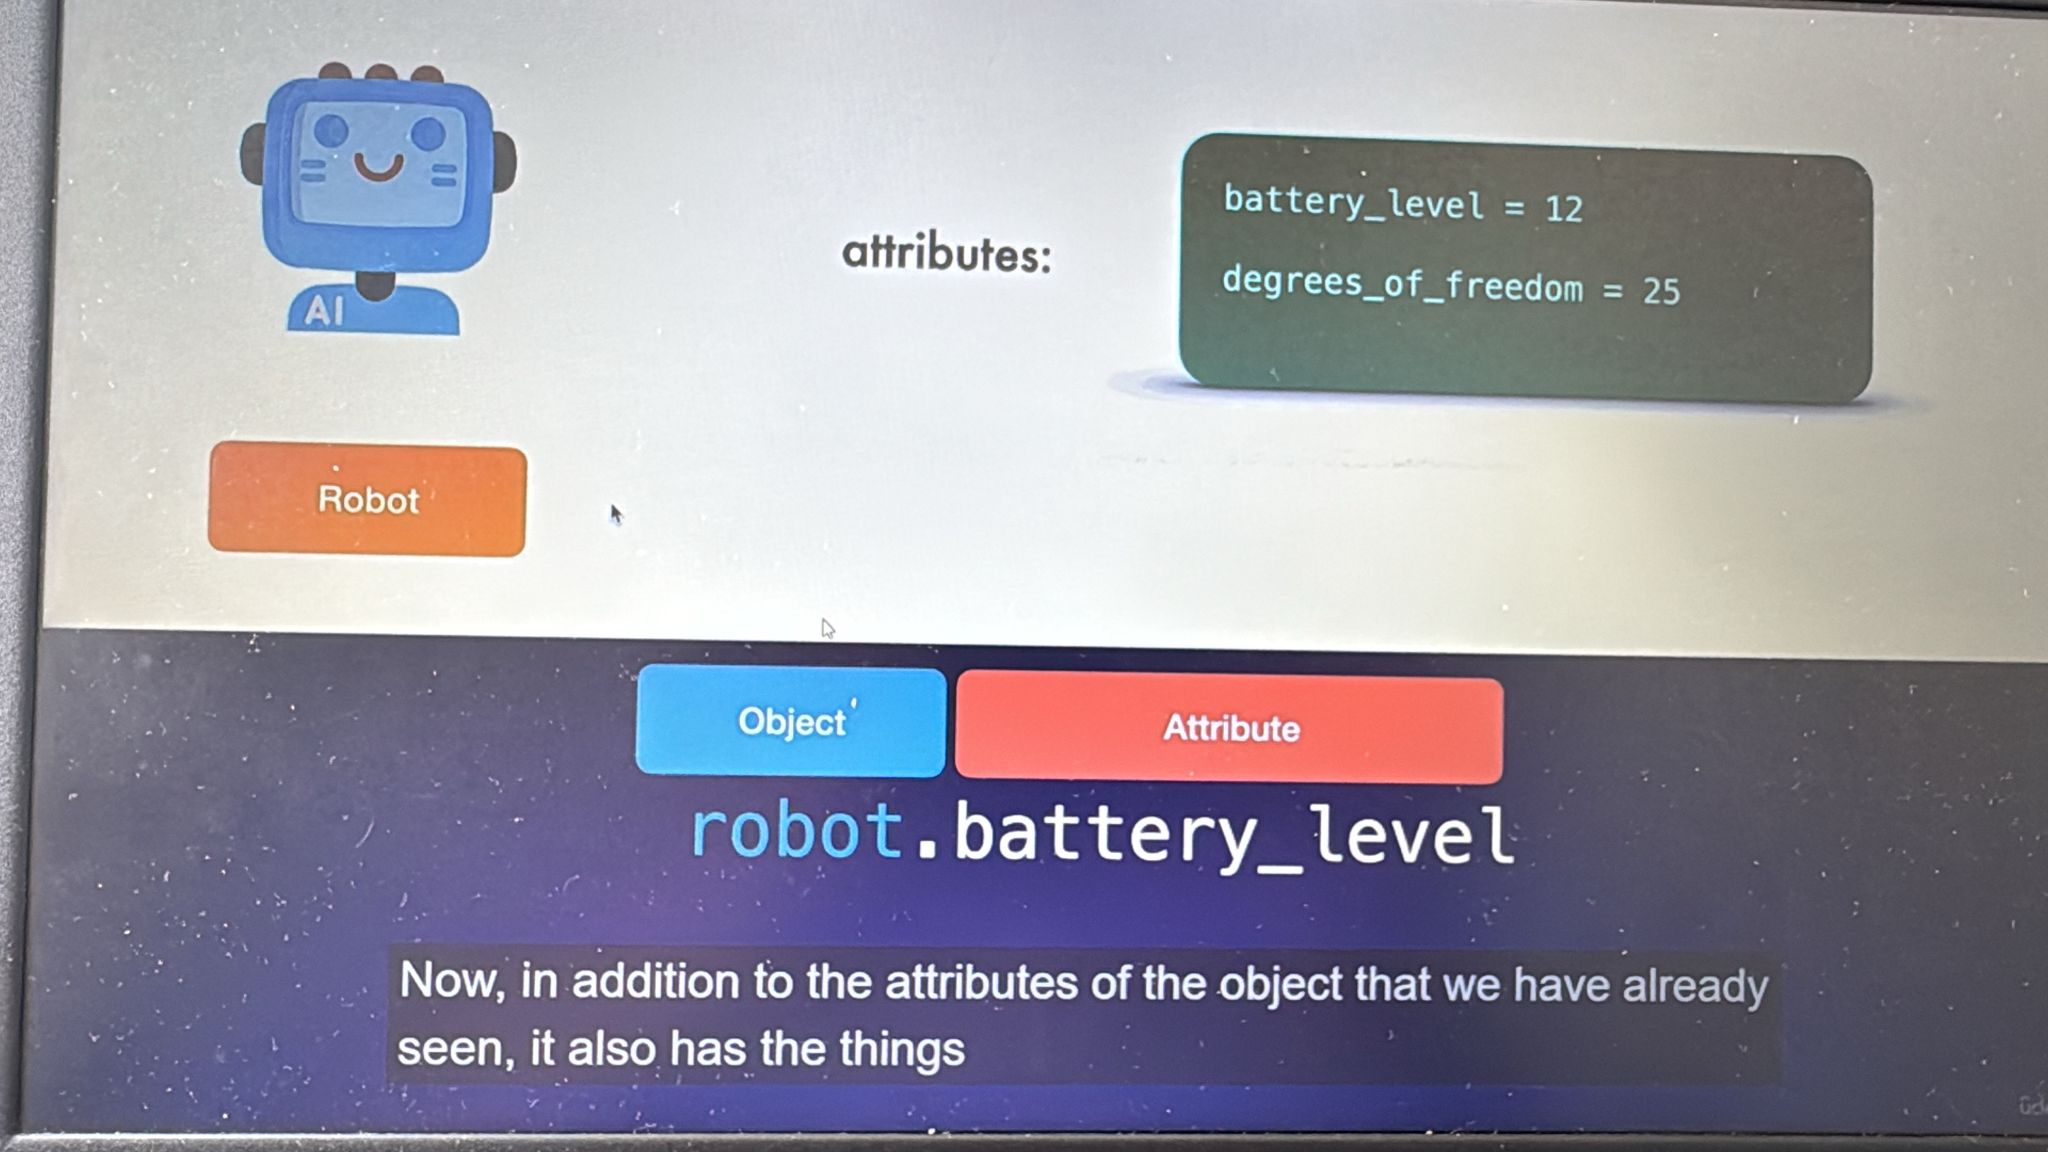 AI
attributes:
battery_level = 12
degrees_of_freedom = 25
Robot
Object
Attribute
robot.battery_level
Now, in addition to the attributes of the object that we have already
seen, it also has the things